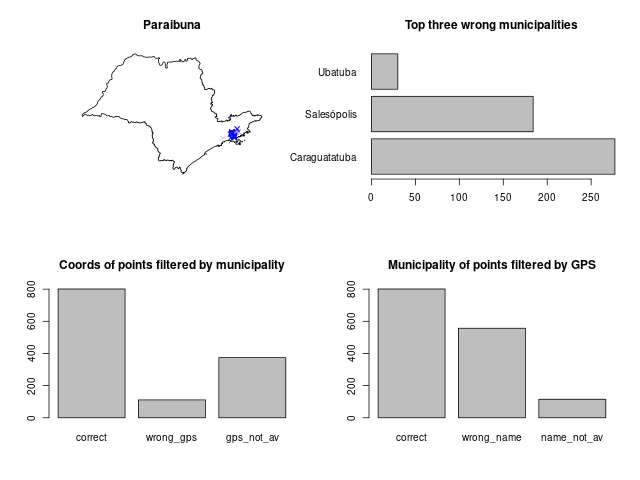 Paraibuna
Top three wrong municipalities
Ubatuba
Salesópolis
Caraguatatuba
0 50 100 150 200 250
Coords of points filtered by municipality
800
600
400
200
0
correct wrong_gps gps_not_av
Municipality of points filtered by GPS
800
600
400
200
0
correct wrong_name name_not_av